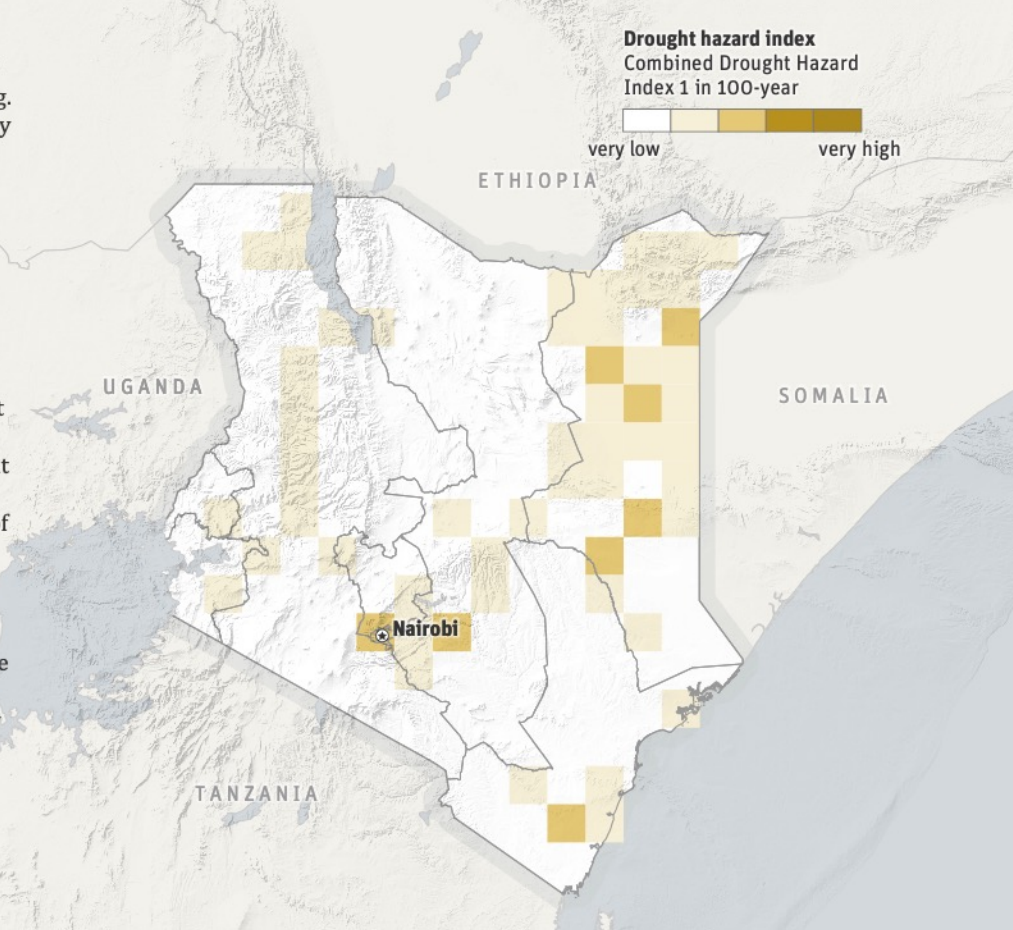 g.
y
t
t
f
e
Drought hazard index
Combined Drought Hazard
Index 1 in 100-year
very low
very high
ETHIOPIA
UGANDA
SOMALIA
Nairobi
TANZANIA